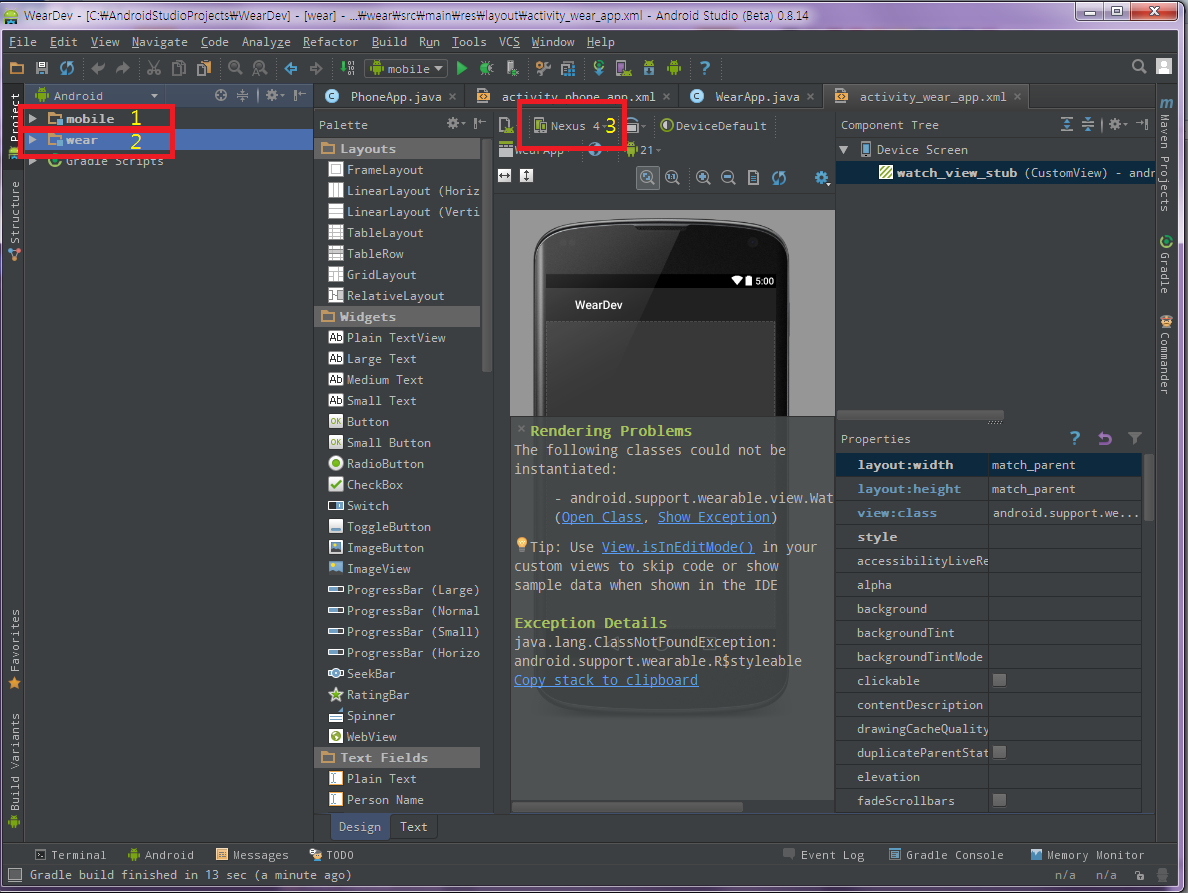 WearDev - [C:₩AndroidStudioProjects₩WearDev] - [wear] - ...₩wear₩src₩main₩res₩layout₩activity_wear_app.xml - Android Studio (Beta) 0.8.14
File Edit View Navigate Code Analyze Refactor Build Run Tools VCS Window Help
mobile
Android
PhoneApp.java
activity_phone_app.xml
WearApp.java
activity_wear_app.xml
Project
Structure
Favorites
Build Variants
mobile 1
wear 2
Gradle Scripts
Palette
Layouts
FrameLayout
LinearLayout (Horiz
LinearLayout (Verti
TableLayout
TableRow
GridLayout
RelativeLayout
Widgets
Plain TextView
Large Text
Medium Text
Small Text
Button
Small Button
RadioButton
CheckBox
Switch
ToggleButton
ImageButton
ImageView
ProgressBar (Large)
ProgressBar (Normal
ProgressBar (Small)
ProgressBar (Horizo
SeekBar
RatingBar
Spinner
WebView
Text Fields
Plain Text
Person Name
Design Text
Nexus 4 3
DeviceDefault
WearApp
21
5:00
WearDev
Rendering Problems
The following classes could not be
instantiated:
- android.support.wearable.view.Wat
(Open Class, Show Exception)
Tip: Use View.isInEditMode() in your
custom views to skip code or show
sample data when shown in the IDE
Exception Details
java.lang.ClassNotFoundException:
android.support.wearable.R$styleable
Copy stack to clipboard
Component Tree
Device Screen
watch_view_stub (CustomView) - andr
Properties
layout:width match_parent
layout:height match_parent
view:class android.support.we...
style
accessibilityLiveRe
alpha
background
backgroundTint
backgroundTintMode
clickable
contentDescription
drawingCacheQuality
duplicateParentStat
elevation
fadeScrollbars
m Maven Projects
Gradle
Commander
Terminal Android Messages TODO Event Log Gradle Console Memory Monitor
Gradle build finished in 13 sec (a minute ago) n/a n/a